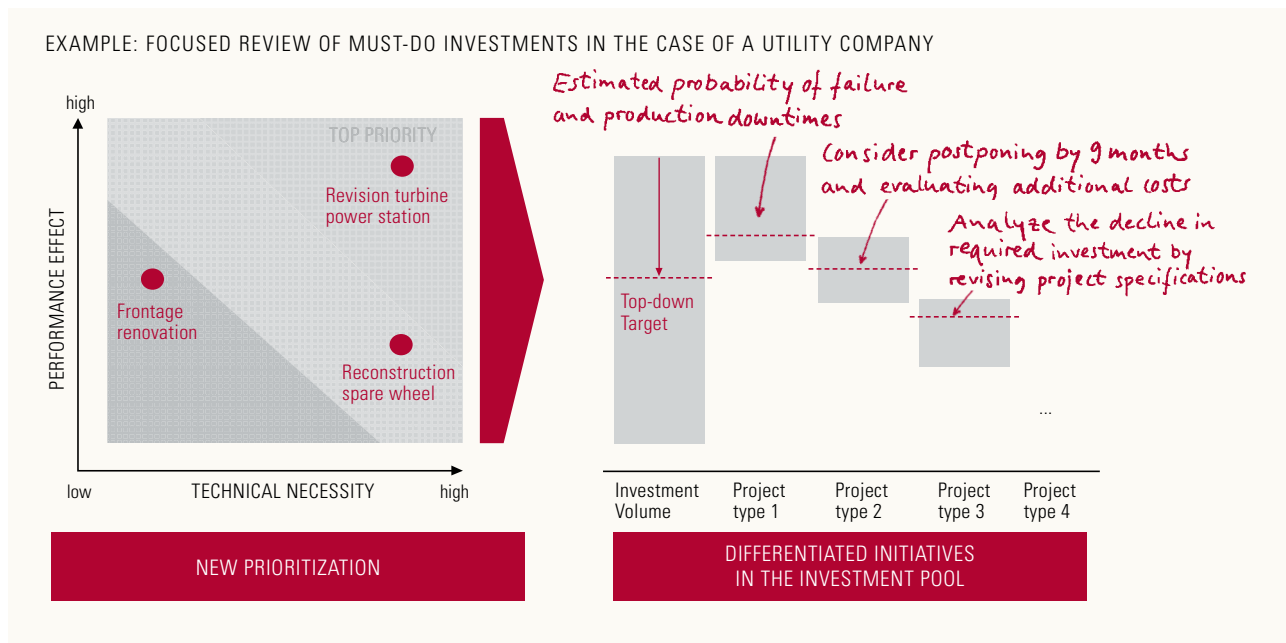 EXAMPLE: FOCUSED REVIEW OF MUST-DO INVESTMENTS IN THE CASE OF A UTILITY COMPANY
high
PERFORMANCE EFFECT
TOP PRIORITY
Revision turbine
power station
Frontage
renovation
Reconstruction
spare wheel
low
TECHNICAL NECESSITY
high
NEW PRIORITIZATION
Estimated probability of failure
and production downtimes
Consider postponing by 9 months
and evaluating additional costs
Analyze the decline in
required investment by
revising project specifications
Top-down
Target
...
Investment
Volume
Project
type 1
Project
type 2
Project
type 3
Project
type 4
DIFFERENTIATED INITIATIVES
IN THE INVESTMENT POOL